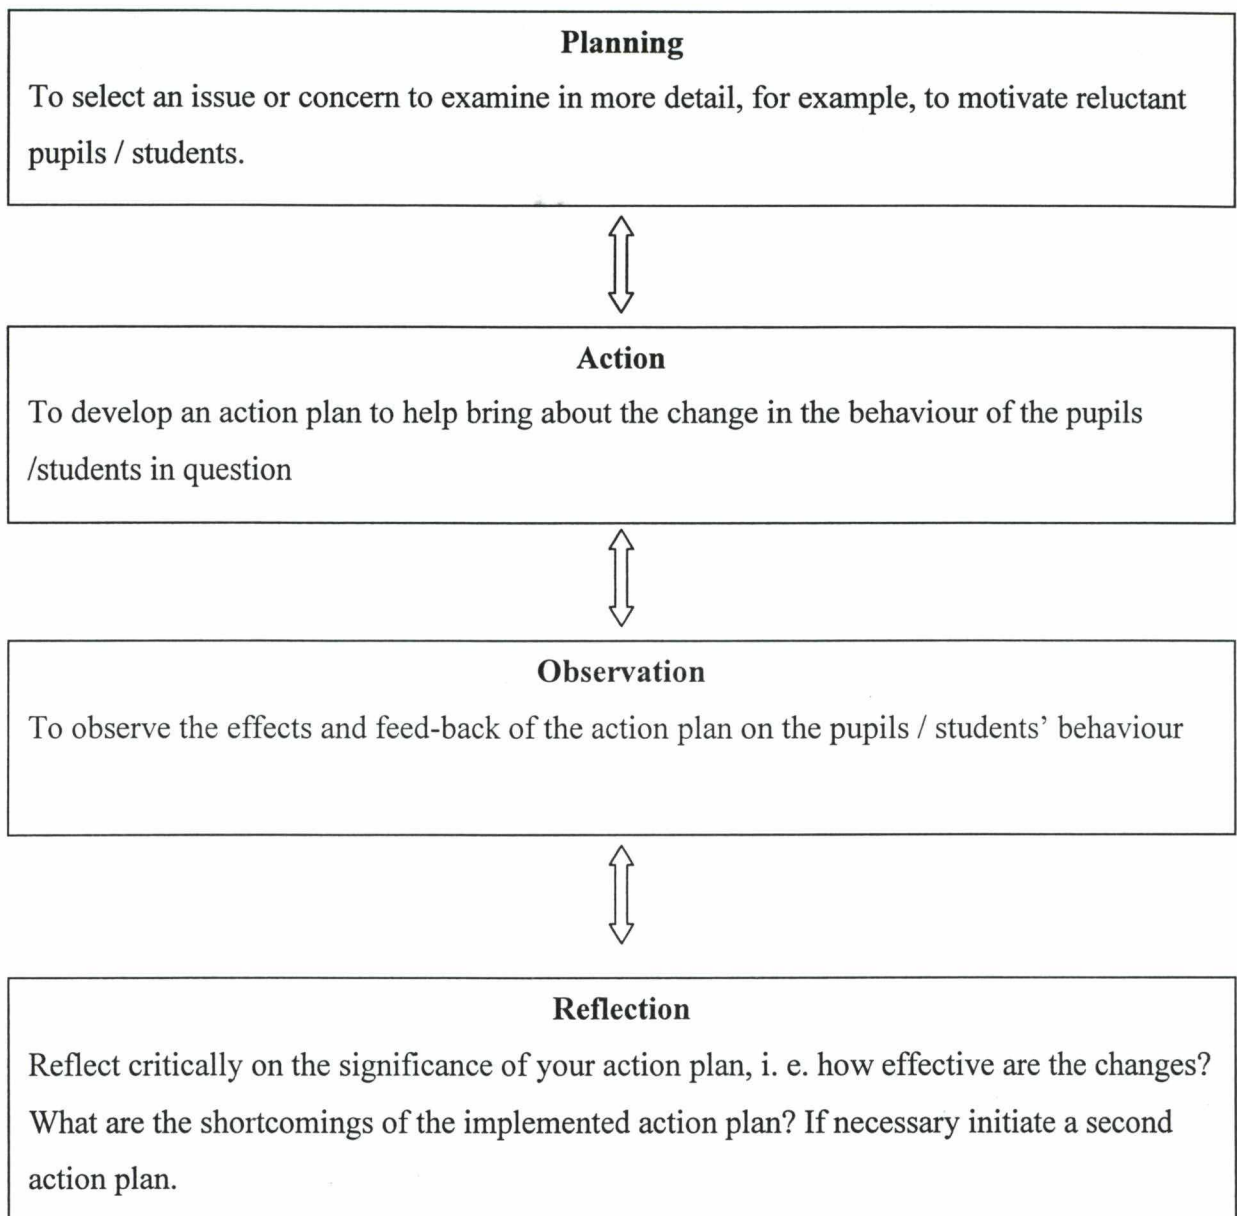 Planning
To select an issue or concern to examine in more detail, for example, to motivate reluctant
pupils / students.
Action
To develop an action plan to help bring about the change in the behaviour of the pupils
/students in question
Observation
To observe the effects and feed-back of the action plan on the pupils / students’ behaviour
Reflection
Reflect critically on the significance of your action plan, i. e. how effective are the changes?
What are the shortcomings of the implemented action plan? If necessary initiate a second
action plan.